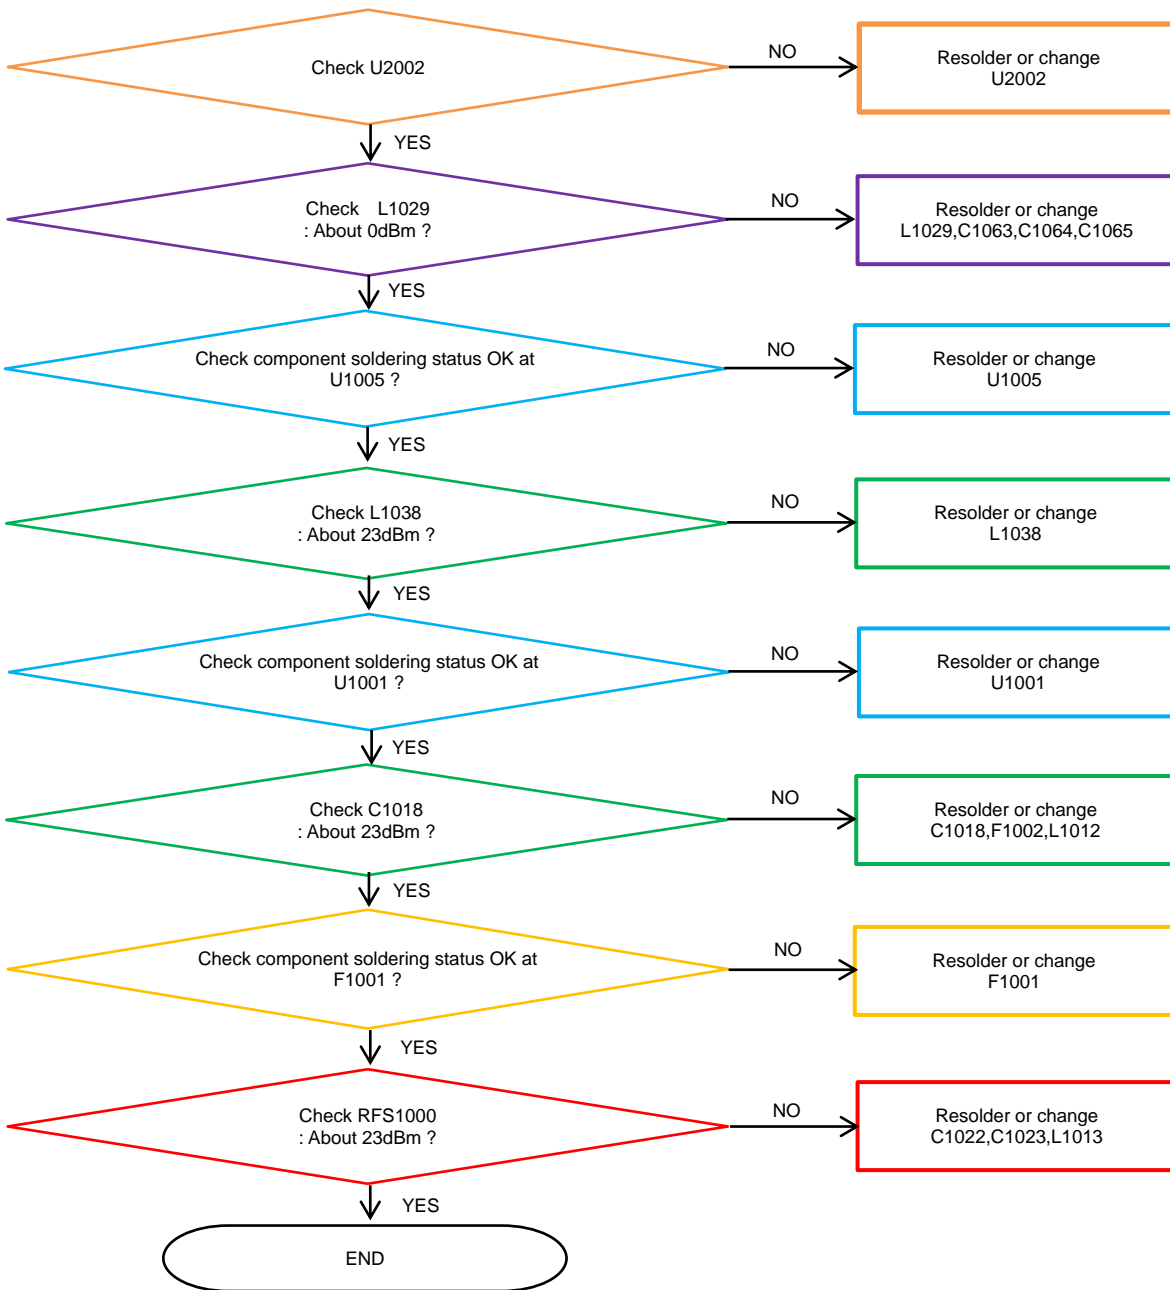 Check U2002
NO
Resolder or change
U2002
YES
Check L1029
: About 0dBm ?
NO
Resolder or change
L1029,C1063,C1064,C1065
YES
Check component soldering status OK at
U1005 ?
NO
Resolder or change
U1005
YES
Check L1038
: About 23dBm ?
NO
Resolder or change
L1038
YES
Check component soldering status OK at
U1001 ?
NO
Resolder or change
U1001
YES
Check C1018
: About 23dBm ?
NO
Resolder or change
C1018,F1002,L1012
YES
Check component soldering status OK at
F1001 ?
NO
Resolder or change
F1001
YES
Check RFS1000
: About 23dBm ?
NO
Resolder or change
C1022,C1023,L1013
YES
END